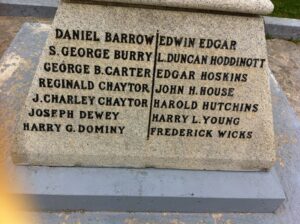 DANIEL BARROW
S. GEORGE BURRY
GEORGE B. CARTER
REGINALD CHAYTOR
J. CHARLEY CHAYTOR
JOSEPH DEWEY
HARRY G. DOMINY
EDWIN EDGAR
L. DUNCAN HODDINOTT
EDGAR HOSKINS
JOHN H. HOUSE
HAROLD HUTCHINS
HARRY L. YOUNG
FREDERICK WICKS